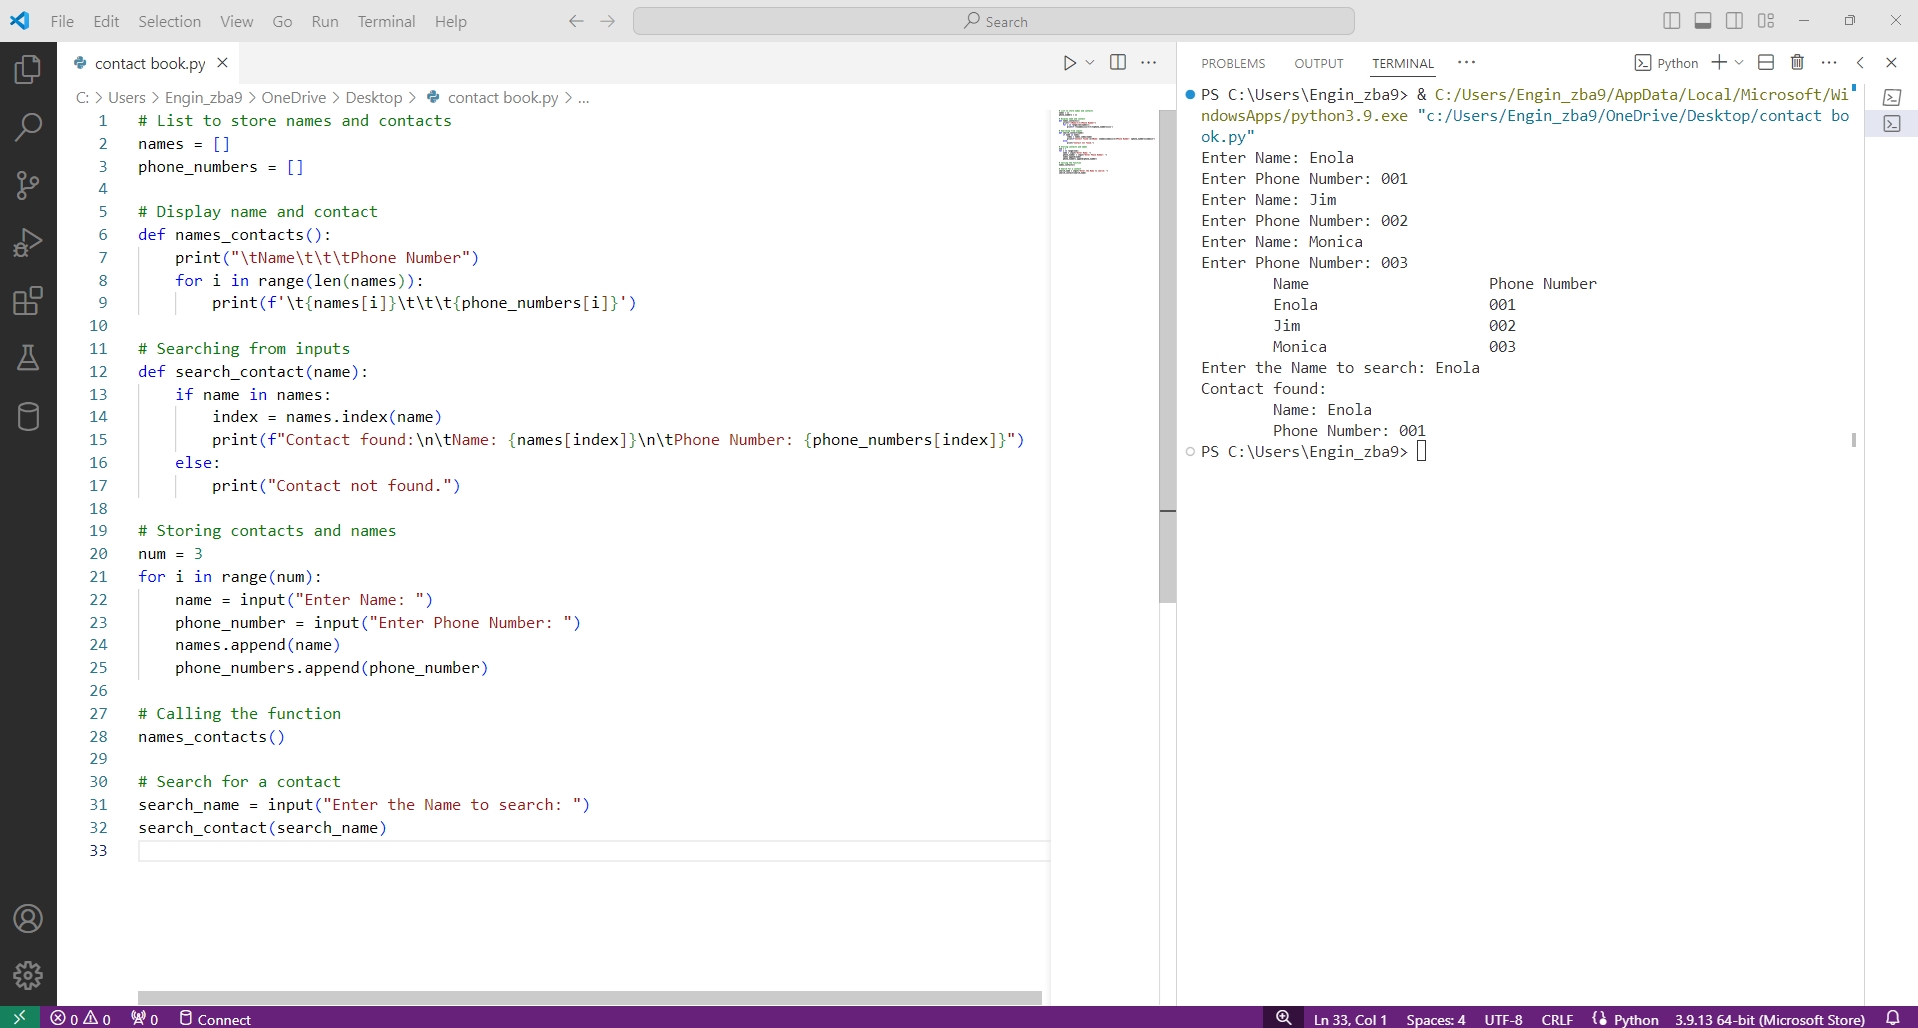 File Edit Selection View Go Run Terminal Help Search
contact book.py
C: > Users > Engin_zba9 > OneDrive > Desktop > contact book.py > ...
1 # List to store names and contacts
2 names = []
3 phone_numbers = []
4
5 # Display name and contact
6 def names_contacts():
7     print("\tName\t\t\tPhone Number")
8     for i in range(len(names)):
9         print(f'\t{names[i]}\t\t\t{phone_numbers[i]}')
10
11 # Searching from inputs
12 def search_contact(name):
13     if name in names:
14         index = names.index(name)
15         print(f"Contact found:\n\tName: {names[index]}\n\tPhone Number: {phone_numbers[index]}")
16     else:
17         print("Contact not found.")
18
19 # Storing contacts and names
20 num = 3
21 for i in range(num):
22     name = input("Enter Name: ")
23     phone_number = input("Enter Phone Number: ")
24     names.append(name)
25     phone_numbers.append(phone_number)
26
27 # Calling the function
28 names_contacts()
29
30 # Search for a contact
31 search_name = input("Enter the Name to search: ")
32 search_contact(search_name)
33
PROBLEMS OUTPUT TERMINAL ... Python
PS C:\Users\Engin_zba9> & C:/Users/Engin_zba9/AppData/Local/Microsoft/Wi
ndowsApps/python3.9.exe "c:/Users/Engin_zba9/OneDrive/Desktop/contact bo
ok.py"
Enter Name: Enola
Enter Phone Number: 001
Enter Name: Jim
Enter Phone Number: 002
Enter Name: Monica
Enter Phone Number: 003
Name Phone Number
Enola 001
Jim 002
Monica 003
Enter the Name to search: Enola
Contact found:
Name: Enola
Phone Number: 001
PS C:\Users\Engin_zba9>
0 0 0 Connect Ln 33, Col 1 Spaces: 4 UTF-8 CRLF Python 3.9.13 64-bit (Microsoft Store)